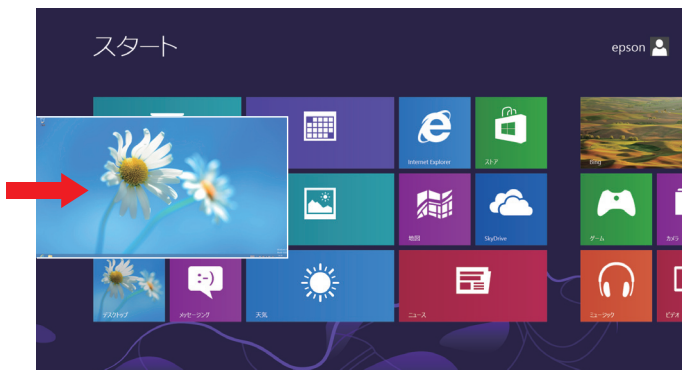 スタート
epson
Internet Explorer
ストア
Bing
地図
SkyDrive
ゲーム
カメラ
デスクトップ
メッセージング
天気
ニュース
ミュージック
ビデオ